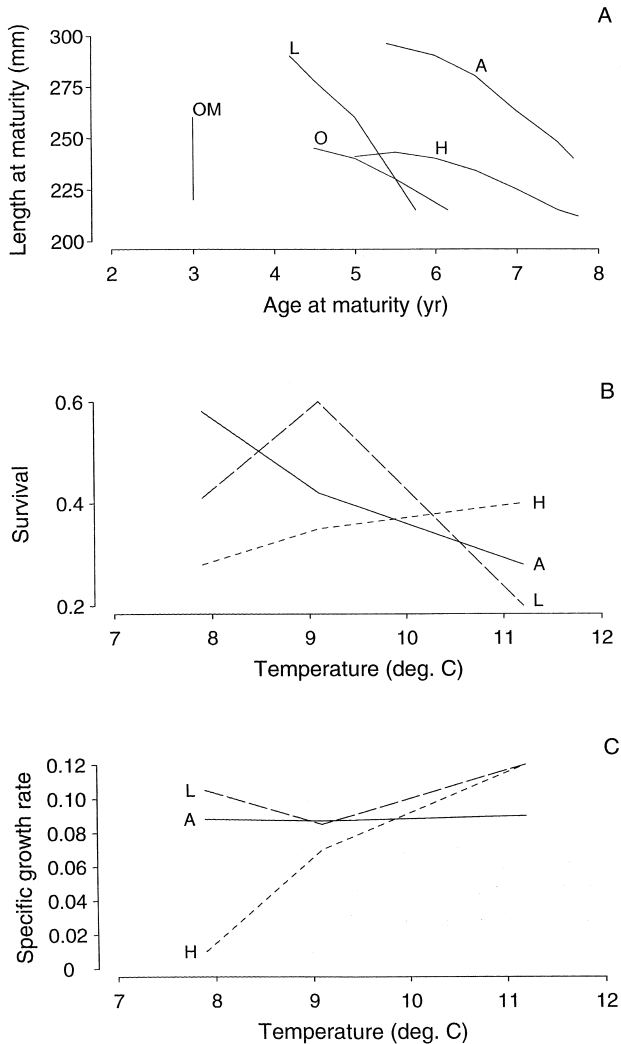 A
Length at maturity (mm)
300
275
250
225
200
OM
L
O
H
A
2 3 4 5 6 7 8
Age at maturity (yr)
B
Survival
0.6
0.4
0.2
H
A
L
7 8 9 10 11 12
Temperature (deg. C)
C
Specific growth rate
0.12
0.10
0.08
0.06
0.04
0.02
0
L
A
H
7 8 9 10 11 12
Temperature (deg. C)